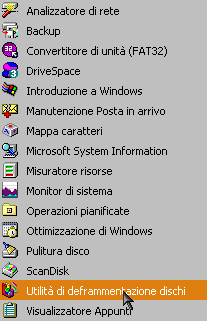 Analizzatore di rete
Backup
Convertitore di unità (FAT32)
DriveSpace
Introduzione a Windows
Manutenzione Posta in arrivo
Mappa caratteri
Microsoft System Information
Misuratore risorse
Monitor di sistema
Operazioni pianificate
Ottimizzazione di Windows
Pulitura disco
ScanDisk
Utilità di deframmentazione dischi
Visualizzatore Appunti